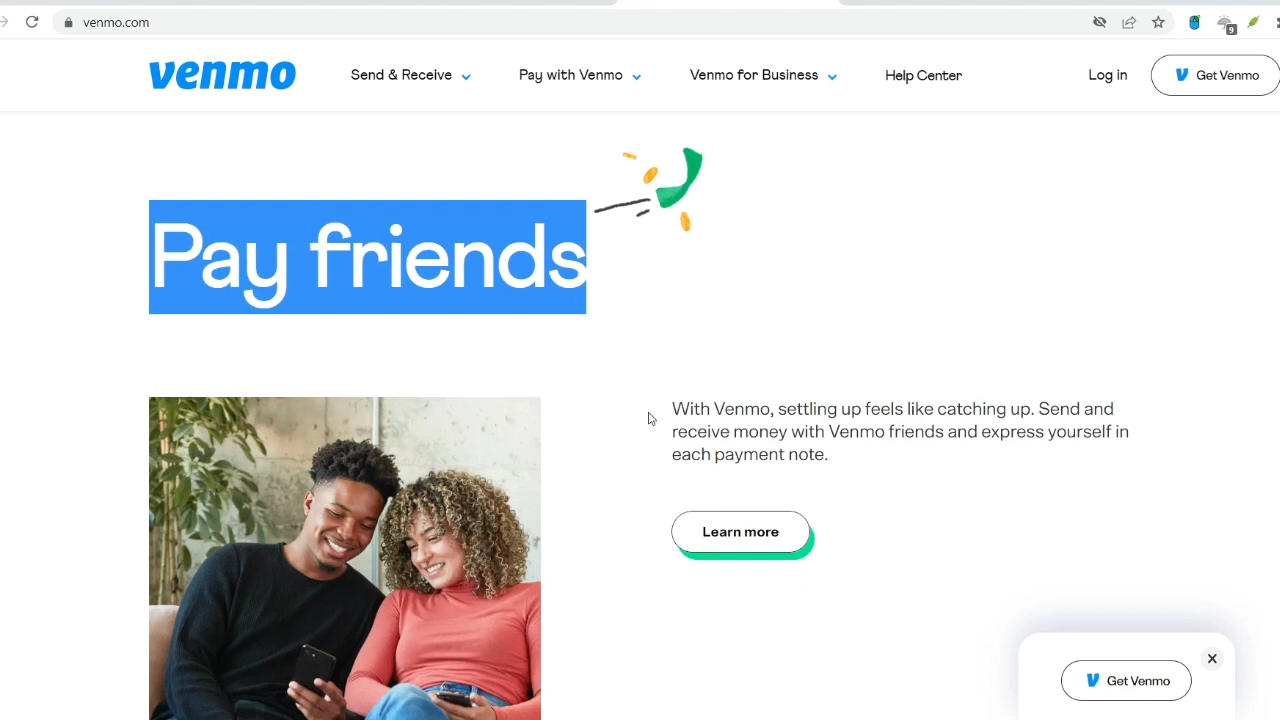 venmo.com
9
venmo
Send & Receive
Pay with Venmo
Venmo for Business
Help Center
Log in
Get Venmo
Pay friends
With Venmo, settling up feels like catching up. Send and
receive money with Venmo friends and express yourself in
each payment note.
Learn more
Get Venmo